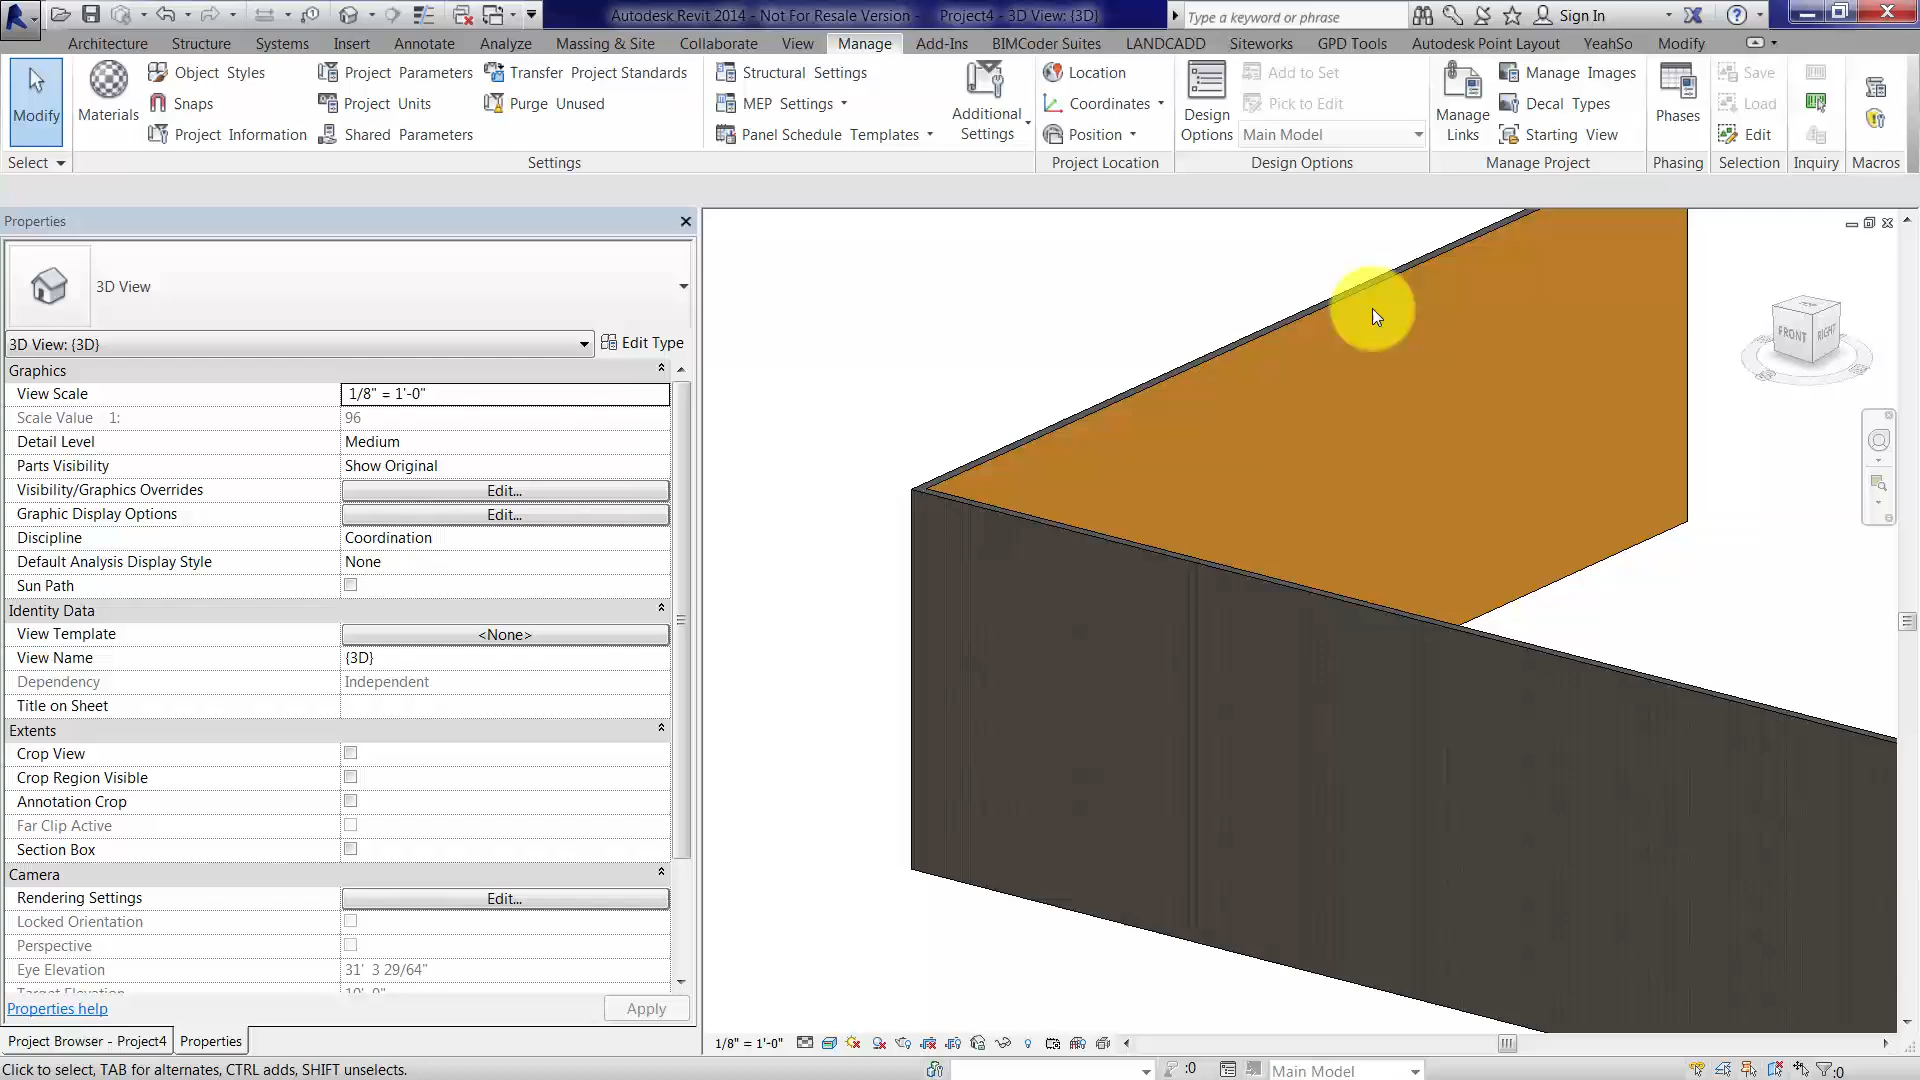 Autodesk Revit 2014 - Not For Resale Version - Project4 - 3D View: {3D}
Type a keyword or phrase
Sign In
Architecture Structure Systems Insert Annotate Analyze Massing & Site Collaborate View Manage Add-Ins BIMCoder Suites LANDCADD Siteworks GPD Tools Autodesk Point Layout YeahSo Modify
Modify
Materials
Object Styles
Snaps
Project Information
Project Parameters
Project Units
Shared Parameters
Transfer Project Standards
Purge Unused
Structural Settings
MEP Settings
Panel Schedule Templates
Additional
Settings
Location
Coordinates
Position
Design
Options
Add to Set
Pick to Edit
Main Model
Manage
Links
Manage Images
Decal Types
Starting View
Phases
Save
Load
Edit
Select Settings Project Location Design Options Manage Project Phasing Selection Inquiry Macros
Properties
3D View
3D View: {3D} Edit Type
Graphics
View Scale 1/8" = 1'-0"
Scale Value 1: 96
Detail Level Medium
Parts Visibility Show Original
Visibility/Graphics Overrides Edit...
Graphic Display Options Edit...
Discipline Coordination
Default Analysis Display Style None
Sun Path
Identity Data
View Template <None>
View Name {3D}
Dependency Independent
Title on Sheet
Extents
Crop View
Crop Region Visible
Annotation Crop
Far Clip Active
Section Box
Camera
Rendering Settings Edit...
Locked Orientation
Perspective
Eye Elevation 31' 3 29/64"
Properties help Apply
Project Browser - Project4 Properties
FRONT RIGHT
1/8" = 1'-0"
Click to select, TAB for alternates, CTRL adds, SHIFT unselects.
:0
Main Model
:0